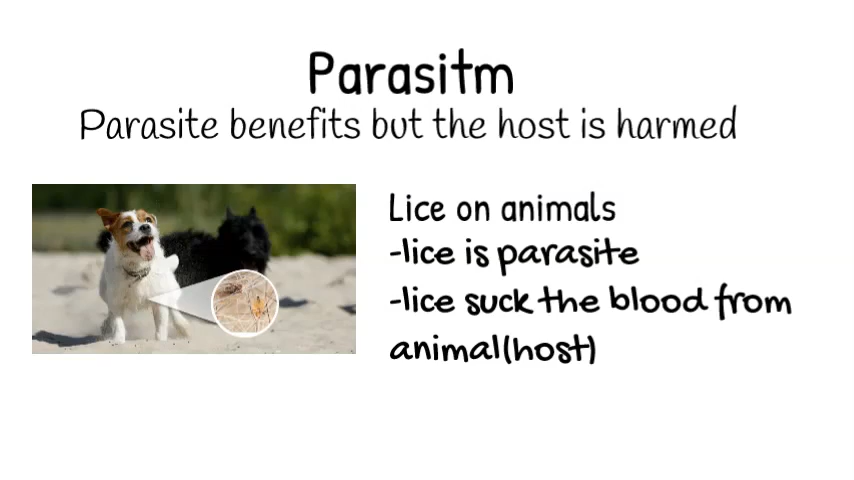 Parasitm
Parasite benefits but the host is harmed
Lice on animals
-lice is parasite
-lice suck the blood from
animal(host)